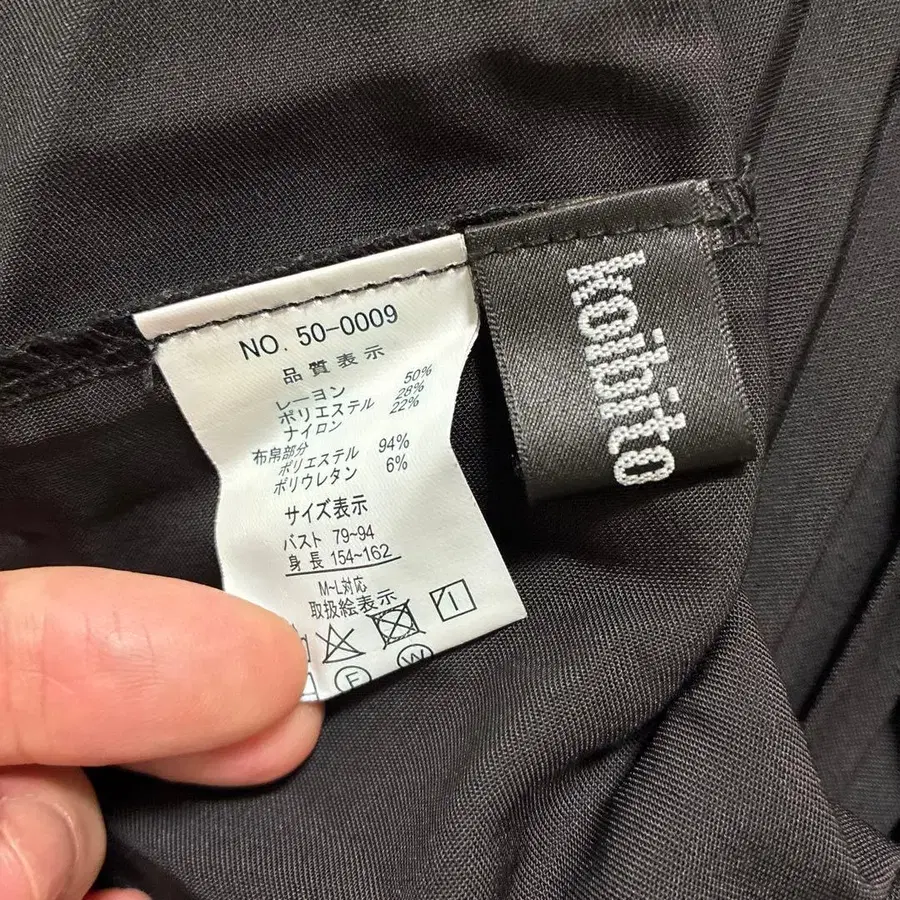 NO. 50-0009
品質表示
レーヨン 50%
ポリエステル 28%
ナイロン 22%
布帛部分
ポリエステル 94%
ポリウレタン 6%
サイズ表示
バスト 79~94
身長 154~162
M~L対応
取扱絵表示
F W
koibito